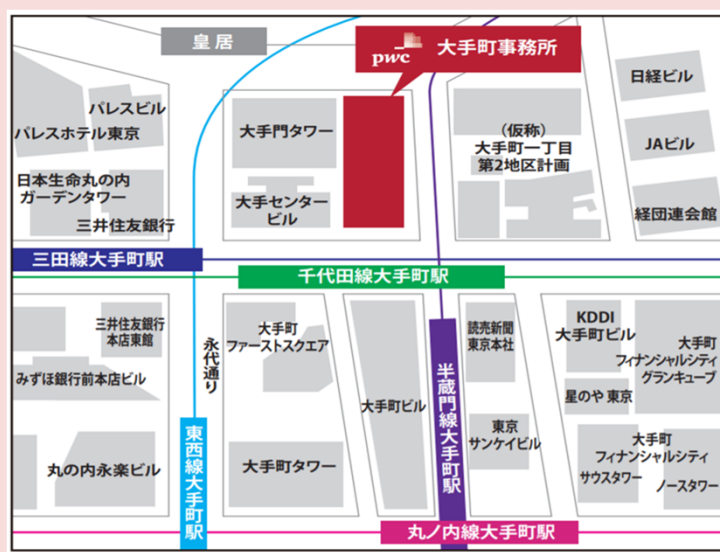 皇居
pwc
大手町事務所
日経ビル
パレスビル
パレスホテル東京
大手門タワー
(仮称)
大手町一丁目
第2地区計画
JAビル
日本生命丸の内
ガーデンタワー
三井住友銀行
大手センター
ビル
経団連会館
三田線大手町駅
千代田線大手町駅
三井住友銀行
本店東館
みずほ銀行前本店ビル
丸の内永楽ビル
永代通り
東西線大手町駅
大手町
ファーストスクエア
大手町タワー
大手町ビル
半蔵門線大手町駅
読売新聞
東京本社
東京
サンケイビル
KDDI
大手町ビル
星のや 東京
大手町
フィナンシャルシティ
グランキューブ
大手町
フィナンシャルシティ
サウスタワー
ノースタワー
丸ノ内線大手町駅